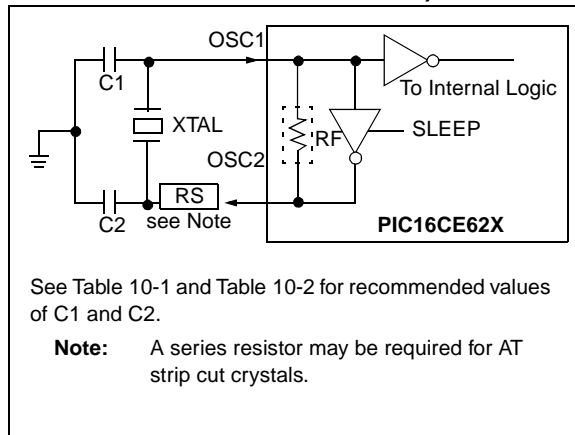 OSC1
C1
To Internal Logic
XTAL
RF
SLEEP
OSC2
RS
C2
see Note
PIC16CE62X
See Table 10-1 and Table 10-2 for recommended values
of C1 and C2.
Note: A series resistor may be required for AT
strip cut crystals.